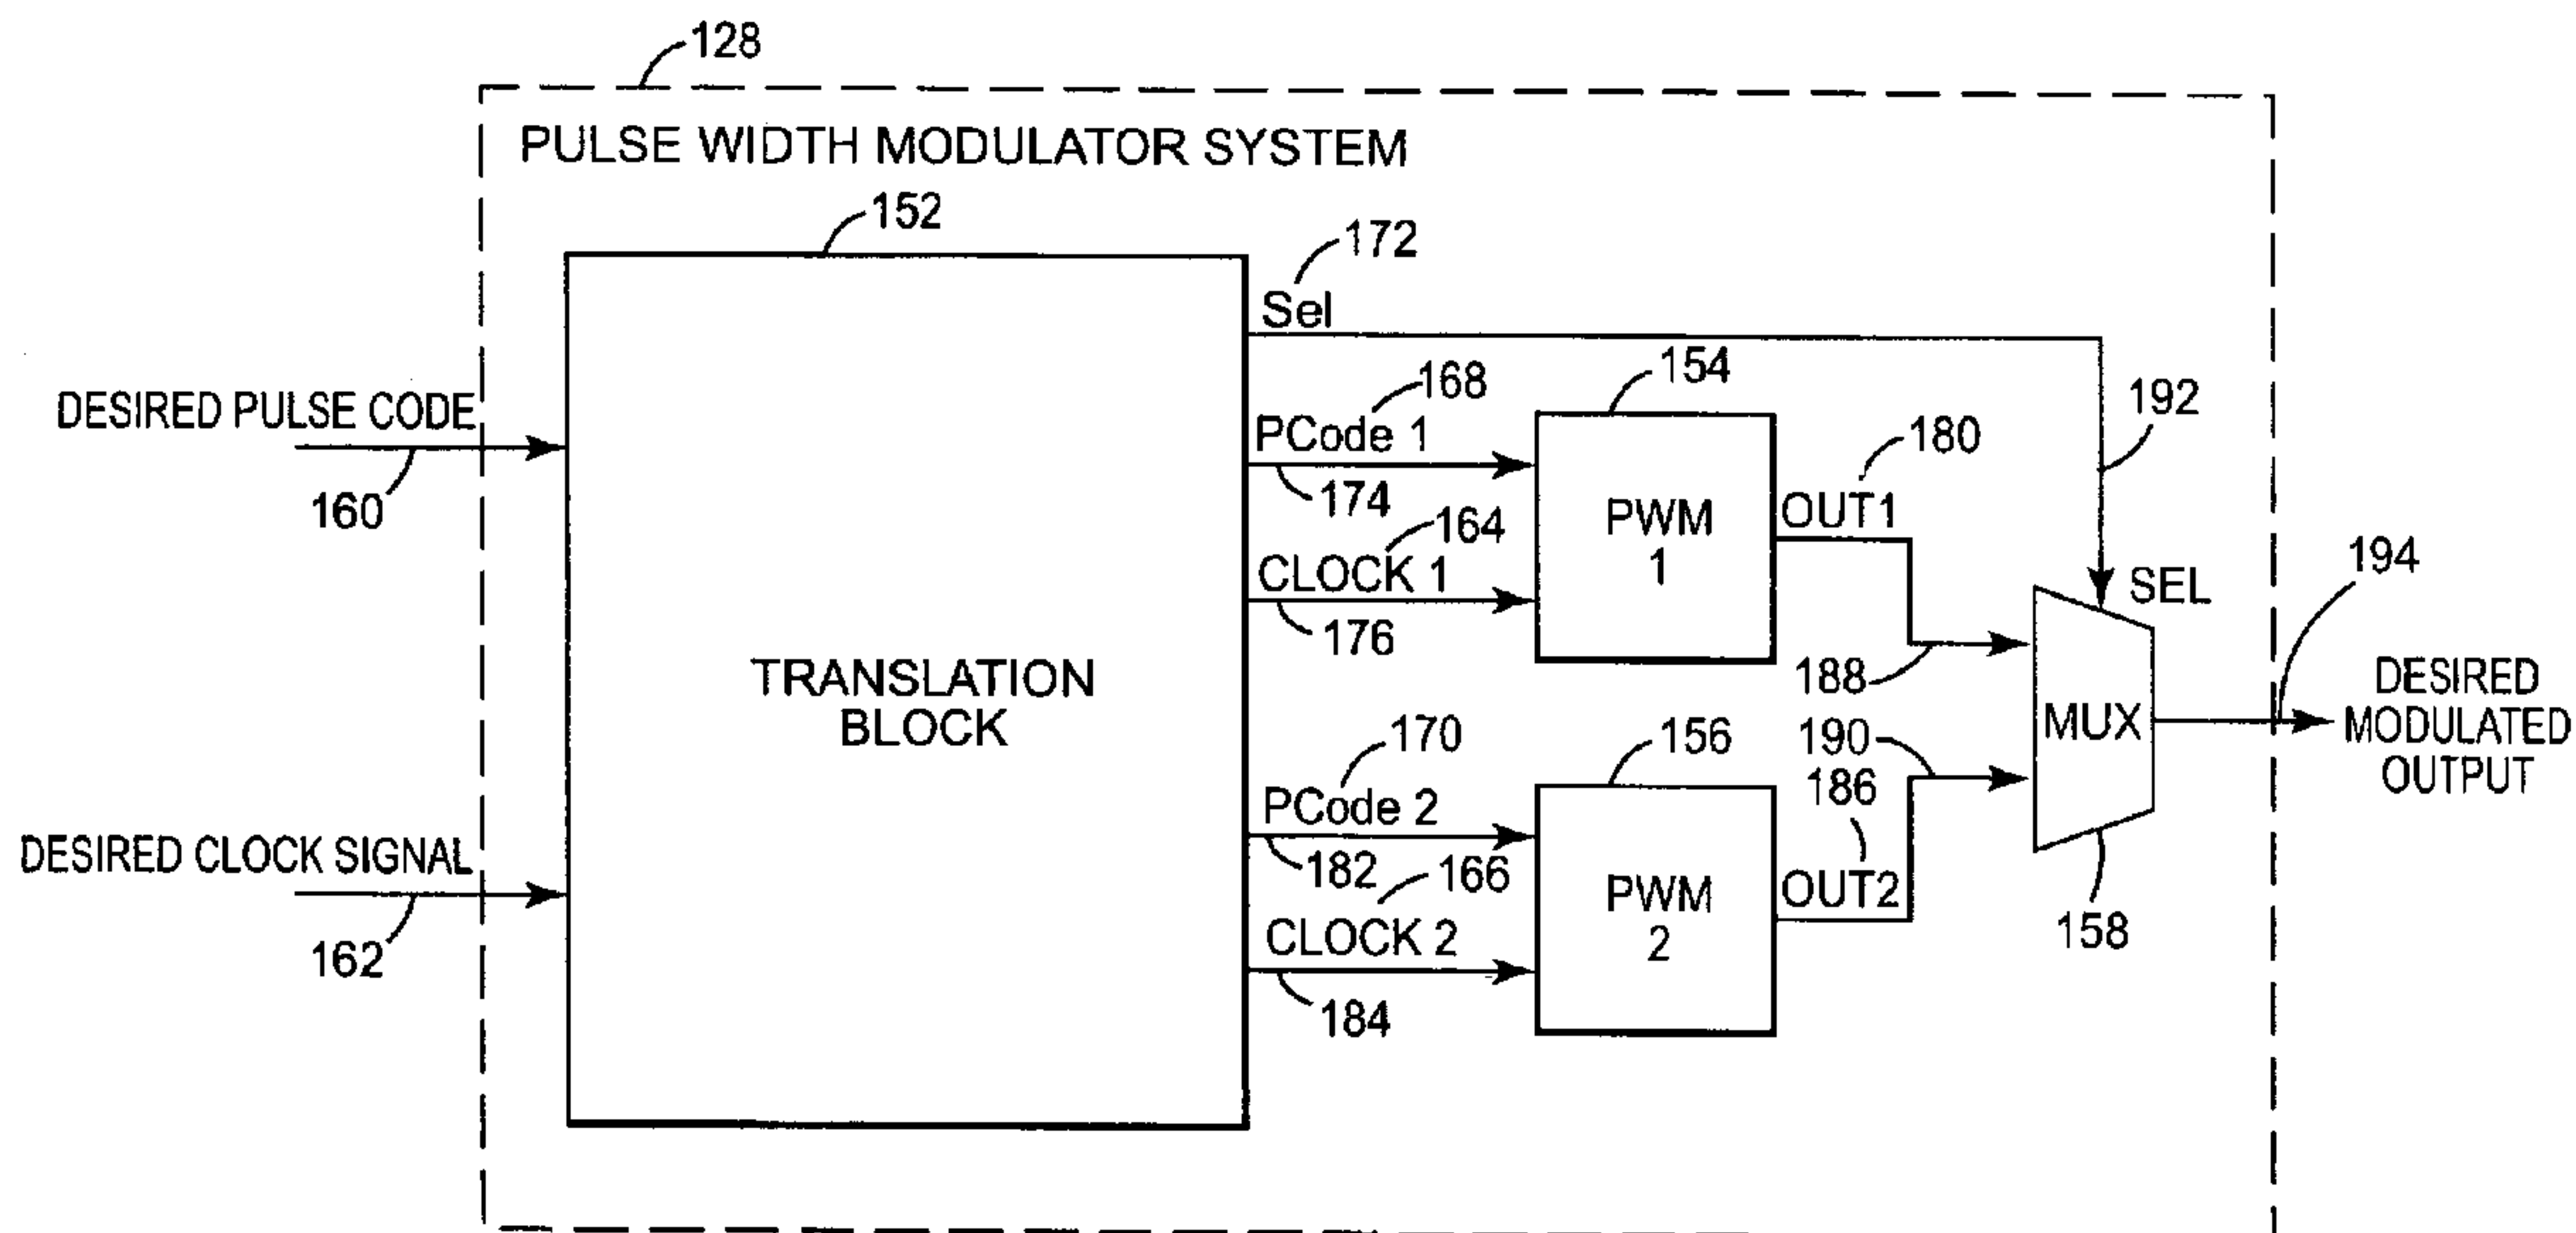 128
PULSE WIDTH MODULATOR SYSTEM
152
172
Sel
DESIRED PULSE CODE
160
168
PCode 1
174
164
CLOCK 1
176
154
PWM
1
180
OUT1
192
SEL
188
194
TRANSLATION
BLOCK
MUX
DESIRED
MODULATED
OUTPUT
170
PCode 2
182
166
CLOCK 2
184
156
PWM
2
190
186
OUT2
158
DESIRED CLOCK SIGNAL
162